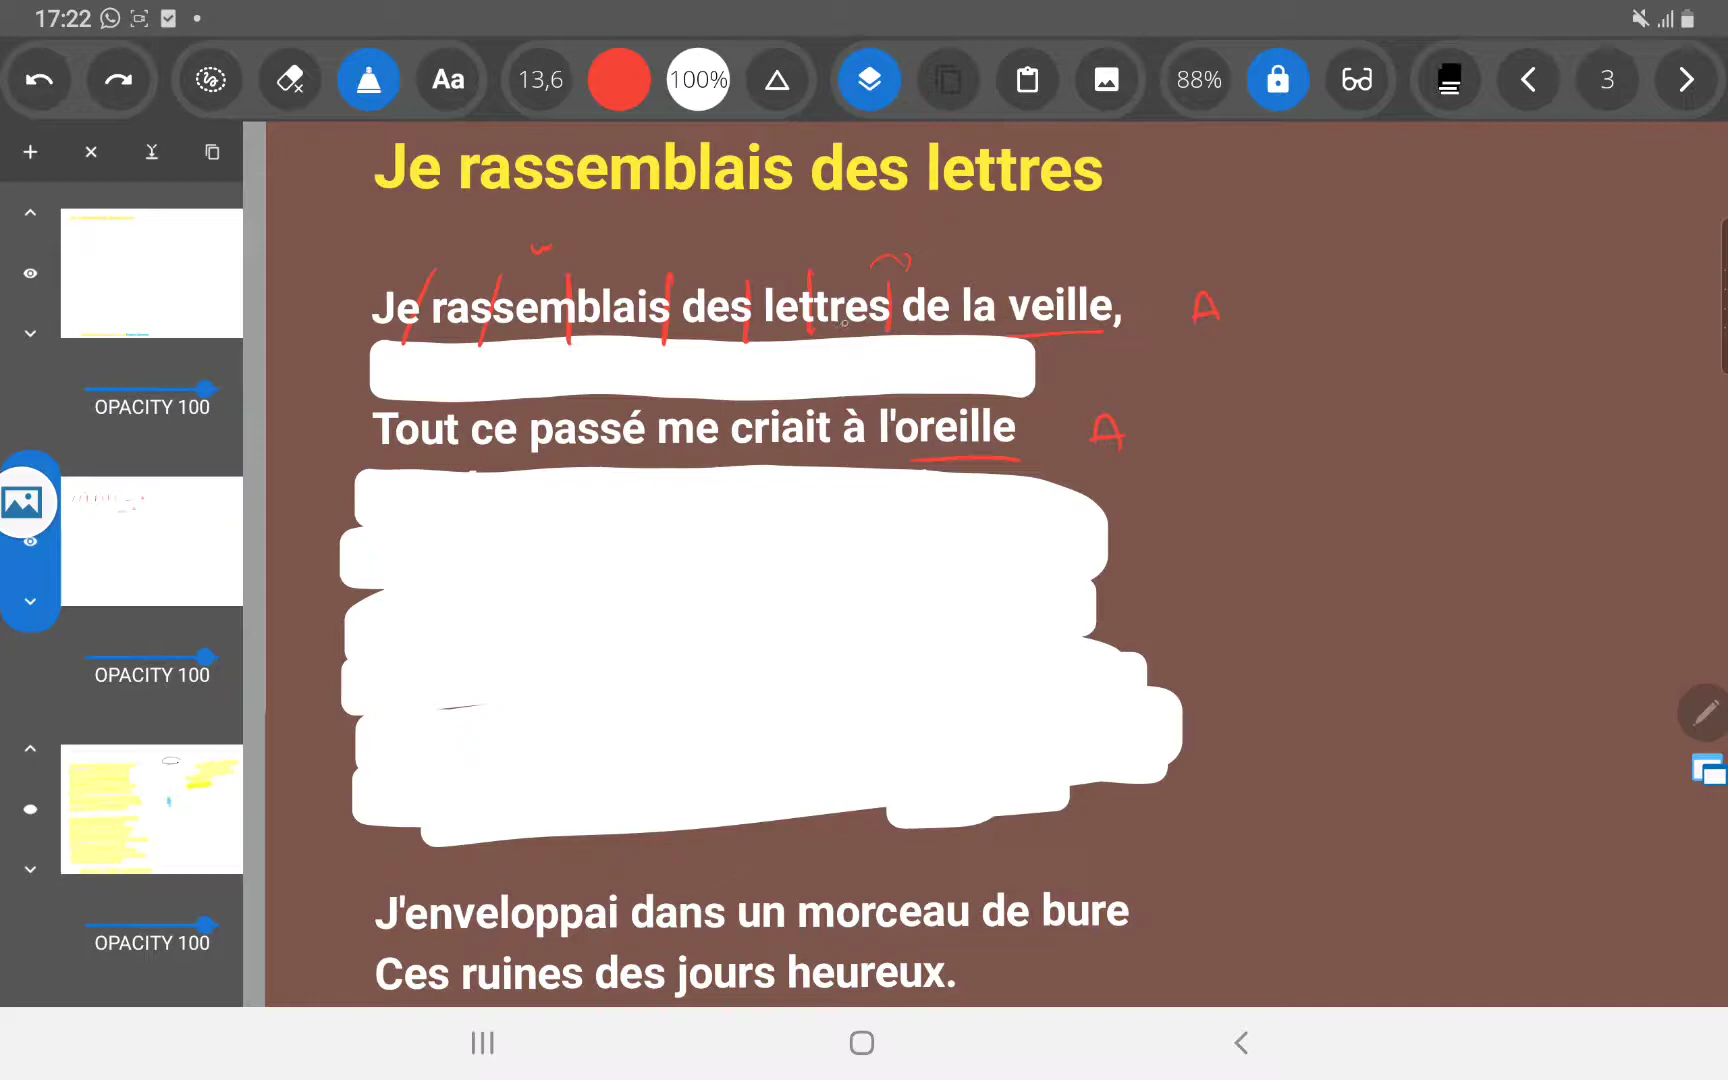 17:22
Aa
13,6
100%
88%
3
Je rassemblais des lettres
Je rassemblais des lettres de la veille,
A
Tout ce passé me criait à l'oreille
A
J'enveloppai dans un morceau de bure
Ces ruines des jours heureux.
OPACITY 100
OPACITY 100
OPACITY 100